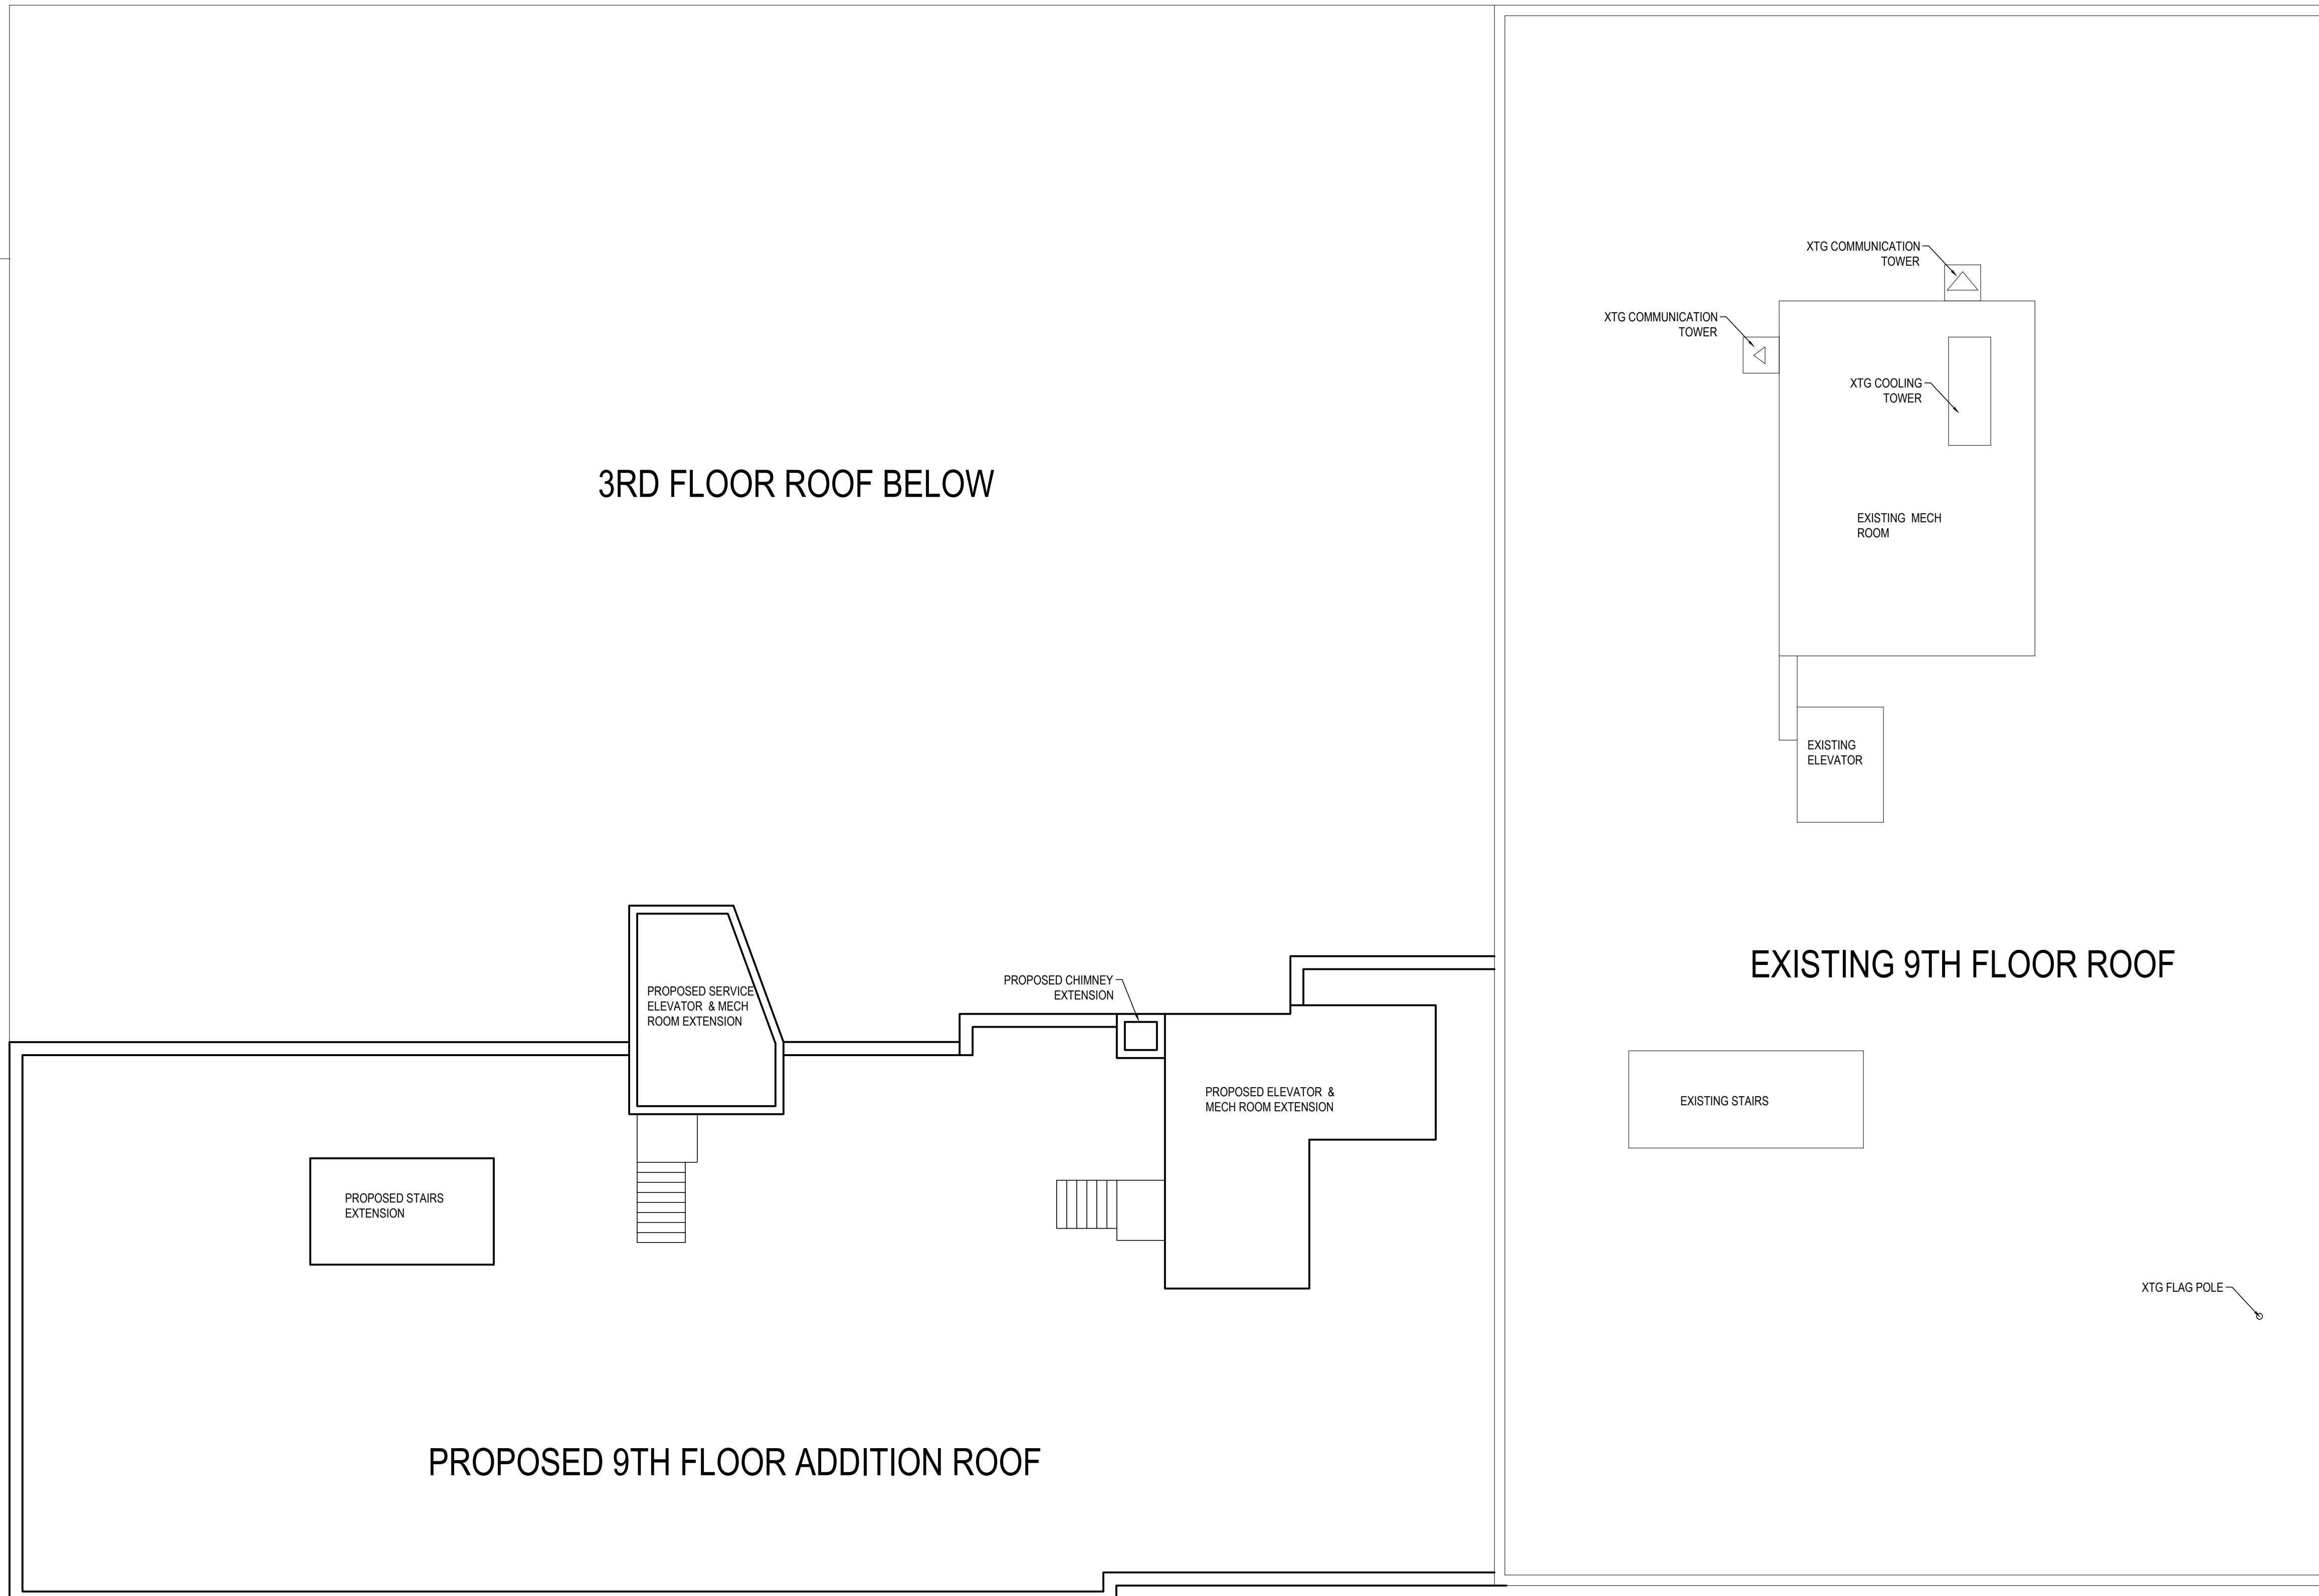 XTG COMMUNICATION
TOWER
XTG COMMUNICATION
TOWER
XTG COOLING
TOWER
3RD FLOOR ROOF BELOW
EXISTING MECH
ROOM
EXISTING
ELEVATOR
EXISTING 9TH FLOOR ROOF
PROPOSED SERVICE
ELEVATOR & MECH
ROOM EXTENSION
PROPOSED CHIMNEY
EXTENSION
PROPOSED ELEVATOR &
MECH ROOM EXTENSION
EXISTING STAIRS
PROPOSED STAIRS
EXTENSION
XTG FLAG POLE
PROPOSED 9TH FLOOR ADDITION ROOF